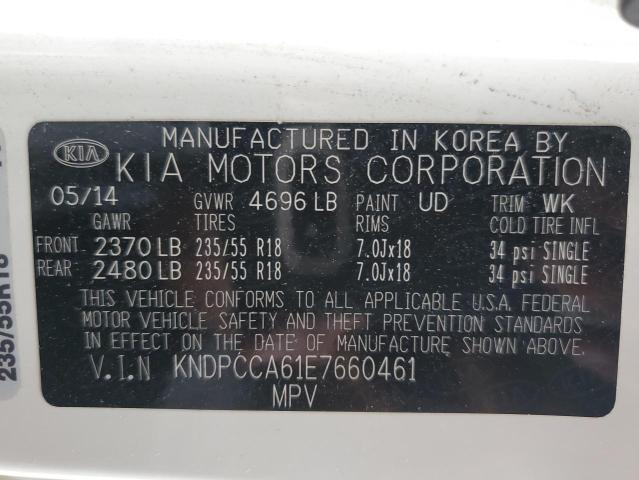 KIA
MANUFACTURED IN KOREA BY
KIA MOTORS CORPORATION
05/14 GVWR 4696 LB PAINT UD TRIM WK
GAWR TIRES RIMS COLD TIRE INFL
FRONT 2370 LB 235/55 R18 7.0Jx18 34 psi SINGLE
REAR 2480 LB 235/55 R18 7.0Jx18 34 psi SINGLE
THIS VEHICLE CONFORMS TO ALL APPLICABLE U.S.A. FEDERAL
MOTOR VEHICLE SAFETY AND THEFT PREVENTION STANDARDS
IN EFFECT ON THE DATE OF MANUFACTURE SHOWN ABOVE.
V.I.N KNDPCCA61E7660461
MPV
235/55R18